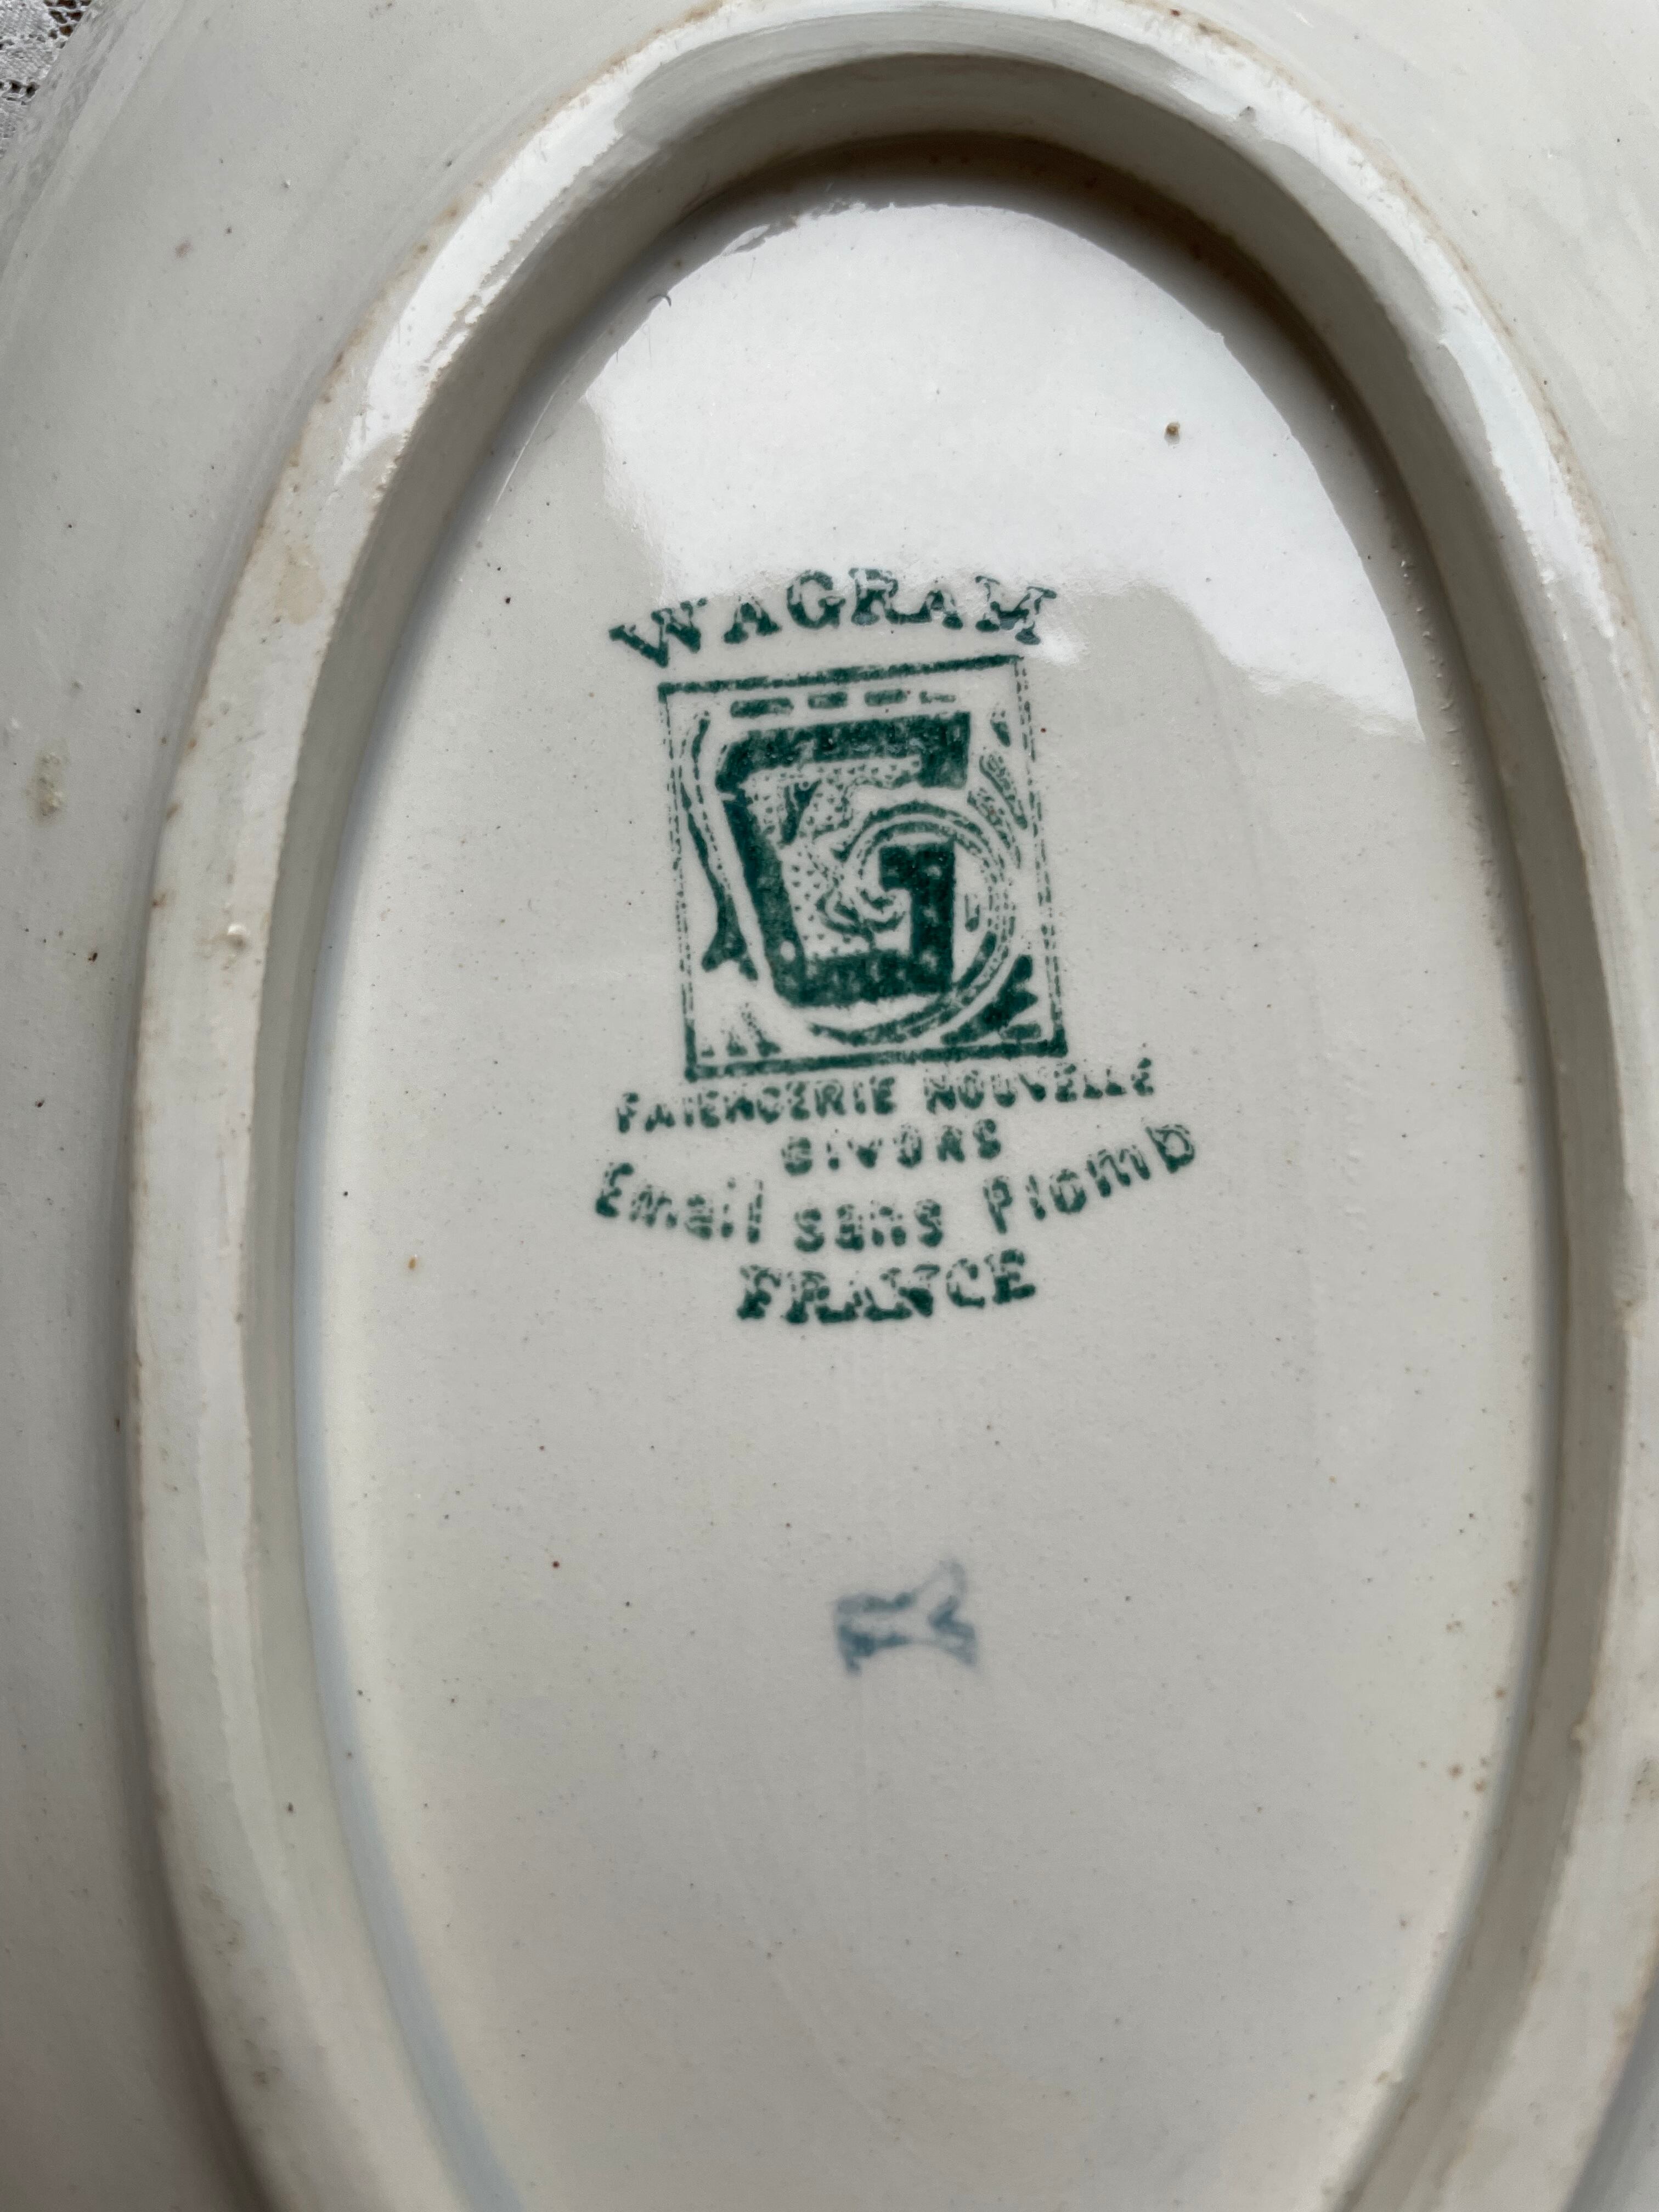 WAGRAM
G
FAIENCERIE NOUVELLE
GIVORS
Email sans Plomb
FRANCE